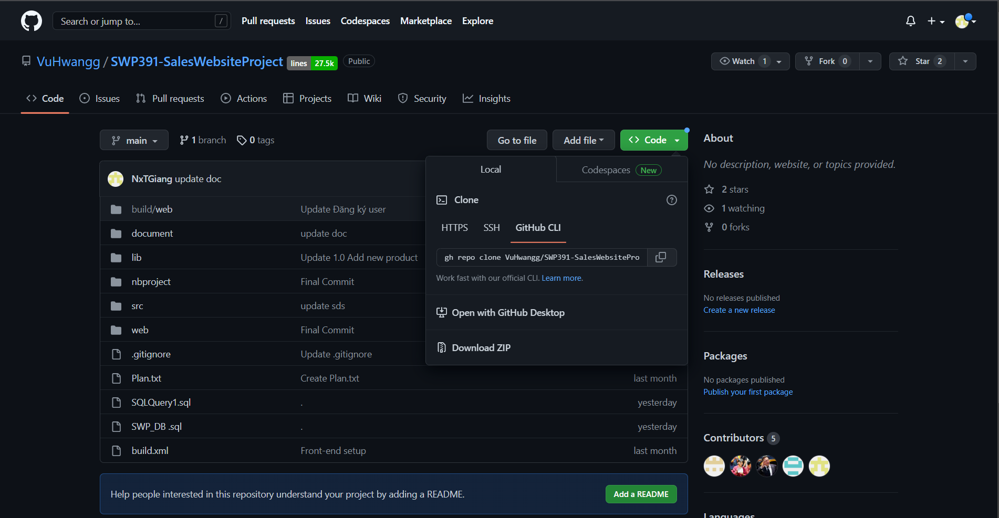 Search or jump to... /
Pull requests Issues Codespaces Marketplace Explore
VuHwangg / SWP391-SalesWebsiteProject lines 27.5k Public
Watch 1 Fork 0 Star 2
Code Issues Pull requests Actions Projects Wiki Security Insights
main 1 branch 0 tags Go to file Add file Code
NxTGiang update doc
build/web Update Đăng ký user
document update doc
lib Update 1.0 Add new product
nbproject Final Commit
src update sds
web Final Commit
.gitignore Update .gitignore
Plan.txt Create Plan.txt last month
SQLQuery1.sql . yesterday
SWP_DB .sql . yesterday
build.xml Front-end setup last month
Local Codespaces New
Clone
HTTPS SSH GitHub CLI
gh repo clone VuHwangg/SWP391-SalesWebsitePro
Work fast with our official CLI. Learn more.
Open with GitHub Desktop
Download ZIP
Help people interested in this repository understand your project by adding a README. Add a README
About
No description, website, or topics provided.
2 stars
1 watching
0 forks
Releases
No releases published
Create a new release
Packages
No packages published
Publish your first package
Contributors 5
Languages